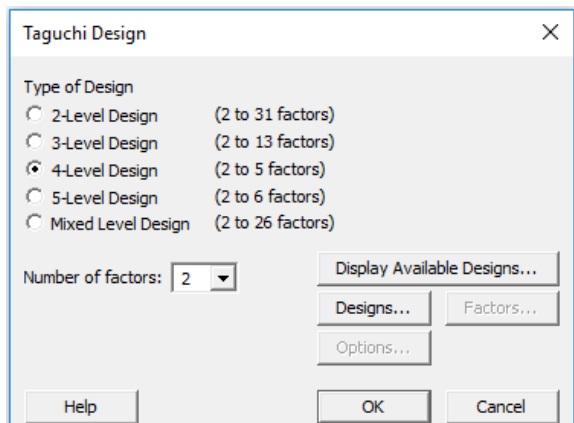 Taguchi Design
Type of Design
2-Level Design (2 to 31 factors)
3-Level Design (2 to 13 factors)
4-Level Design (2 to 5 factors)
5-Level Design (2 to 6 factors)
Mixed Level Design (2 to 26 factors)
Number of factors: 2 Display Available Designs...
Designs... Factors...
Options...
Help OK Cancel